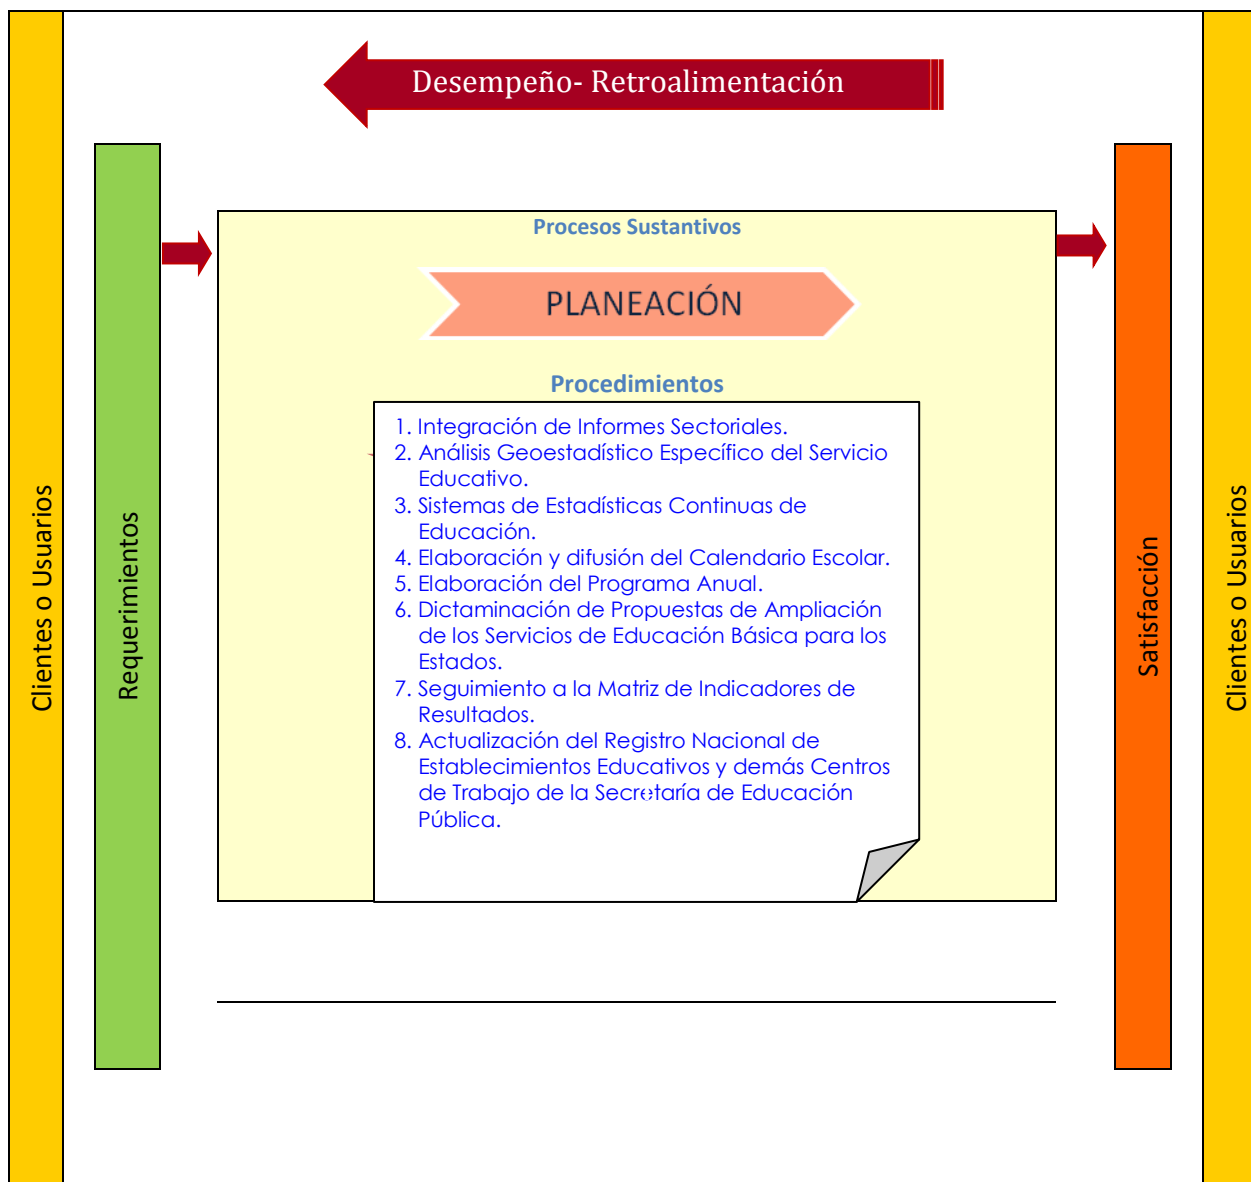 Desempeño- Retroalimentación
Clientes o Usuarios
Requerimientos
Procesos Sustantivos
PLANEACIÓN
Procedimientos
1. Integración de Informes Sectoriales.
2. Análisis Geoestadístico Específico del Servicio
Educativo.
3. Sistemas de Estadísticas Continuas de
Educación.
4. Elaboración y difusión del Calendario Escolar.
5. Elaboración del Programa Anual.
6. Dictaminación de Propuestas de Ampliación
de los Servicios de Educación Básica para los
Estados.
7. Seguimiento a la Matriz de Indicadores de
Resultados.
8. Actualización del Registro Nacional de
Establecimientos Educativos y demás Centros
de Trabajo de la Secretaría de Educación
Pública.
Satisfacción
Clientes o Usuarios